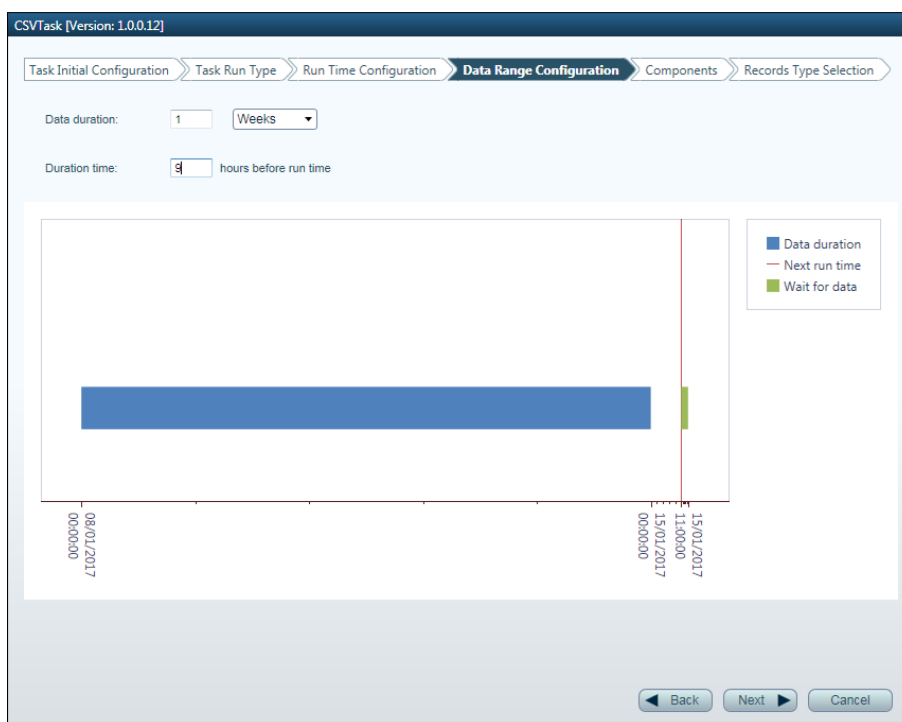 CSVTask [Version: 1.0.0.12]
Task Initial Configuration Task Run Type Run Time Configuration Data Range Configuration Components Records Type Selection
Data duration: 1 Weeks
Duration time: 9 hours before run time
Data duration
Next run time
Wait for data
08/01/2017
00:00:00
15/01/2017
00:00:00
15/01/2017
11:00:00
Back Next Cancel